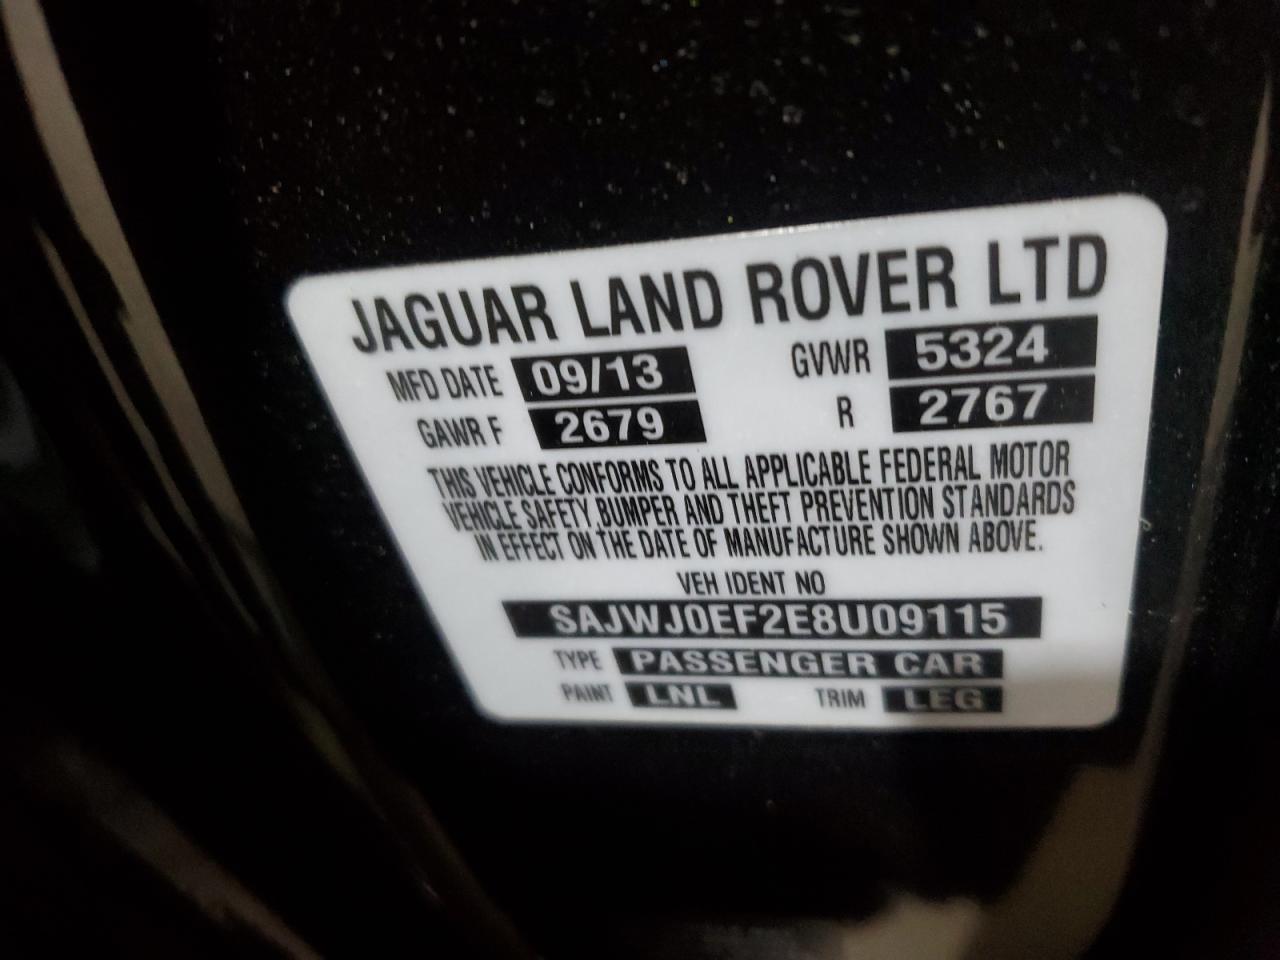 JAGUAR LAND ROVER LTD
MFD DATE 09/13 GVWR 5324
GAWR F 2679 R 2767
THIS VEHICLE CONFORMS TO ALL APPLICABLE FEDERAL MOTOR
VEHICLE SAFETY,BUMPER AND THEFT PREVENTION STANDARDS
IN EFFECT ON THE DATE OF MANUFACTURE SHOWN ABOVE.
VEH IDENT NO
SAJWJ0EF2E8U09115
TYPE PASSENGER CAR
PAINT LNL TRIM LEG